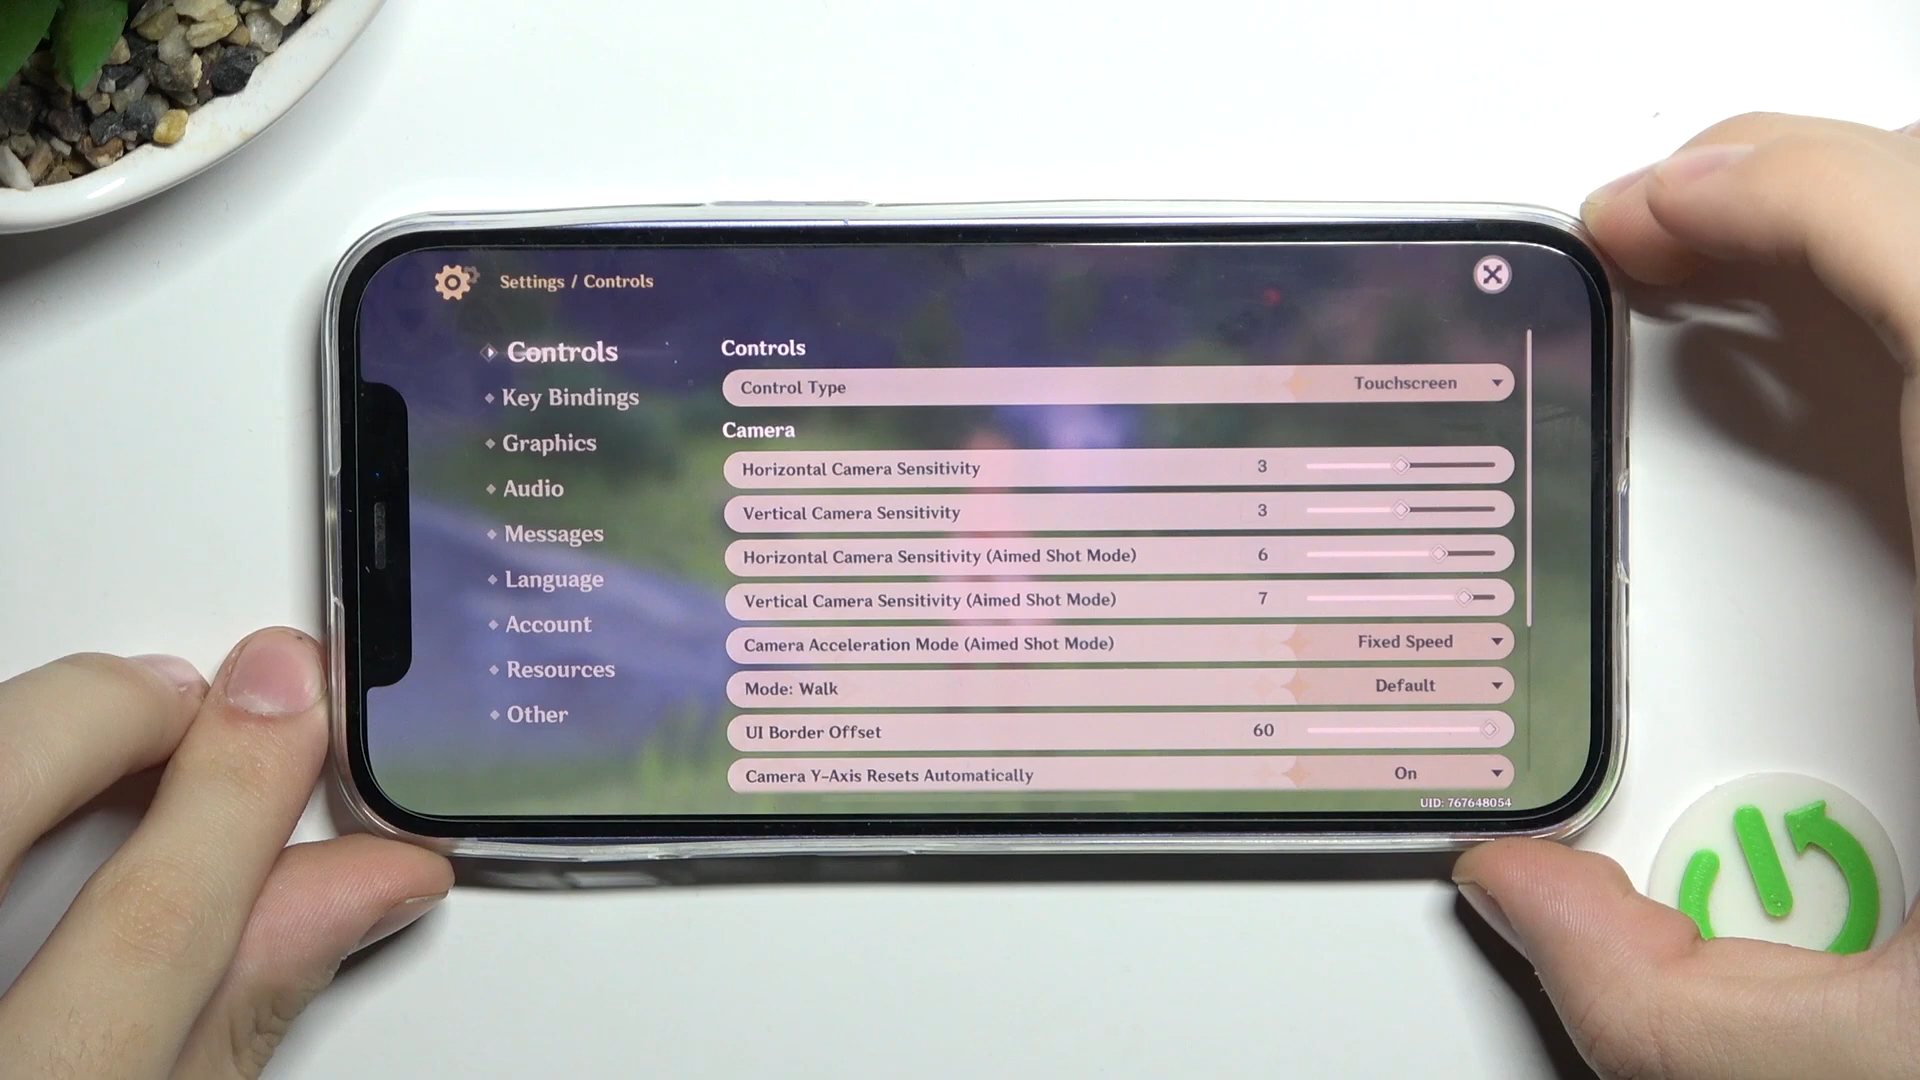 Settings / Controls
Controls
Key Bindings
Graphics
Audio
Messages
Language
Account
Resources
Other
Controls
Control Type Touchscreen
Camera
Horizontal Camera Sensitivity 3
Vertical Camera Sensitivity 3
Horizontal Camera Sensitivity (Aimed Shot Mode) 6
Vertical Camera Sensitivity (Aimed Shot Mode) 7
Camera Acceleration Mode (Aimed Shot Mode) Fixed Speed
Mode: Walk Default
UI Border Offset 60
Camera Y-Axis Resets Automatically On
UID: 767648054